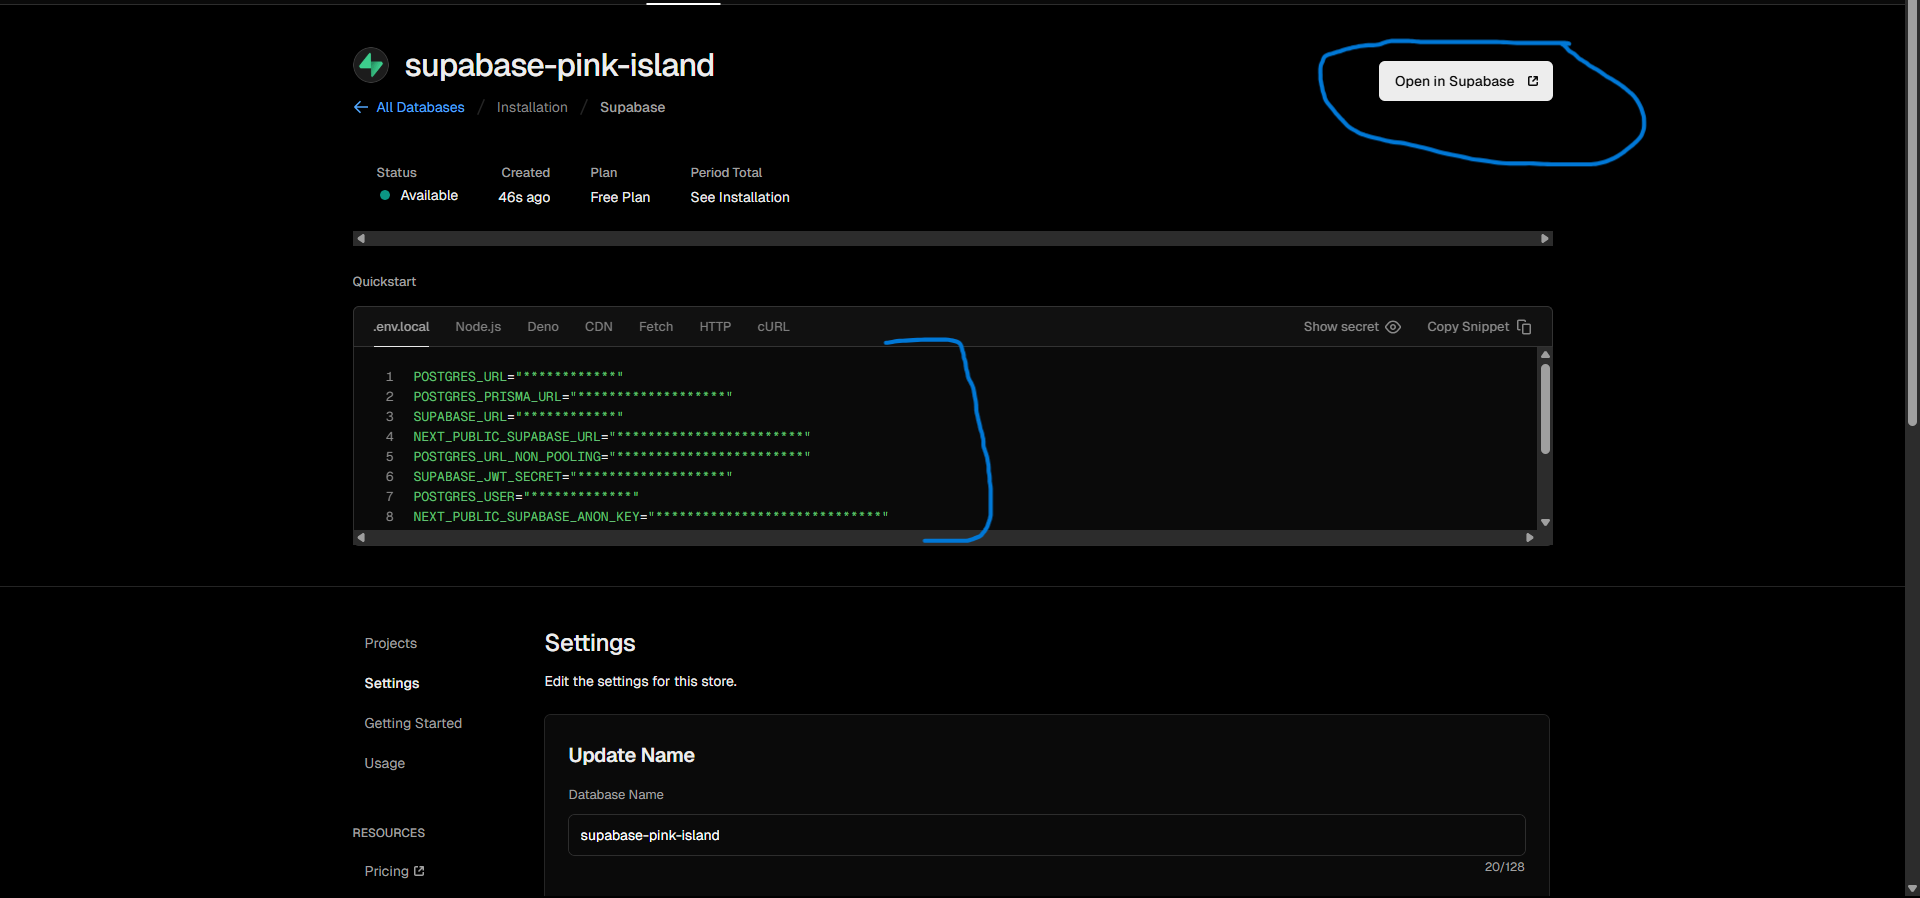 supabase-pink-island
Open in Supabase
All Databases / Installation / Supabase
Status Created Plan Period Total
Available 46s ago Free Plan See Installation
Quickstart
.env.local Node.js Deno CDN Fetch HTTP cURL Show secret Copy Snippet
1 POSTGRES_URL="************"
2 POSTGRES_PRISMA_URL="*******************"
3 SUPABASE_URL="************"
4 NEXT_PUBLIC_SUPABASE_URL="************************"
5 POSTGRES_URL_NON_POOLING="************************"
6 SUPABASE_JWT_SECRET="*******************"
7 POSTGRES_USER="*************"
8 NEXT_PUBLIC_SUPABASE_ANON_KEY="*****************************"
Projects
Settings
Getting Started
Usage
RESOURCES
Pricing
Settings
Edit the settings for this store.
Update Name
Database Name
supabase-pink-island
20/128